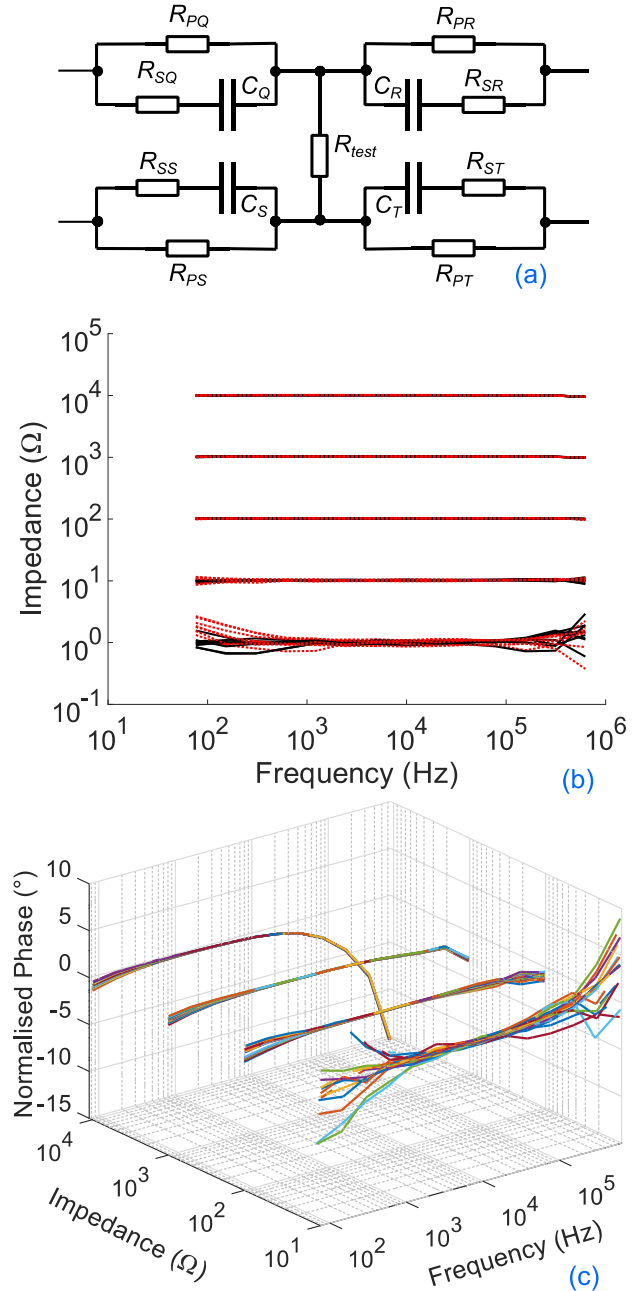 R_PQ R_PR
R_SQ C_Q C_R R_SR
R_test
R_SS C_S C_T R_ST
R_PS R_PT
(a)
Impedance (Ω)
10^5
10^4
10^3
10^2
10^1
10^0
10^-1
10^1 10^2 10^3 10^4 10^5 10^6
Frequency (Hz)
(b)
Normalised Phase (°)
10
5
0
-5
-10
-15
10^4
10^3
10^2
10^1
Impedance (Ω)
10^2 10^3 10^4 10^5
Frequency (Hz)
(c)